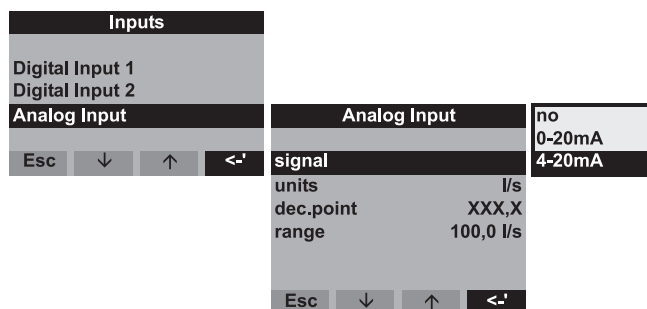 Inputs
Digital Input 1
Digital Input 2
Analog Input
Esc ↓ ↑ <-'
Analog Input
signal
units l/s
dec.point XXX,X
range 100,0 l/s
Esc ↓ ↑ <-'
no
0-20mA
4-20mA